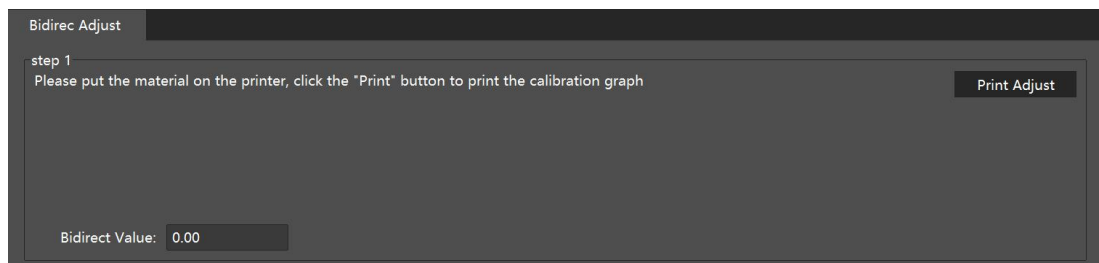 Bidirec Adjust
step 1
Please put the material on the printer, click the "Print" button to print the calibration graph
Print Adjust
Bidirect Value: 0.00